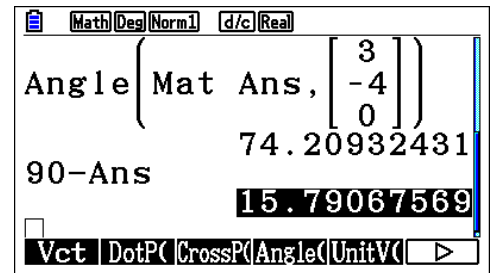 Math Deg Norm1 d/c Real
Angle(Mat Ans,[3
-4
0])
74.20932431
90-Ans
15.79067569
Vct DotP( CrossP( Angle( UnitV( ▷